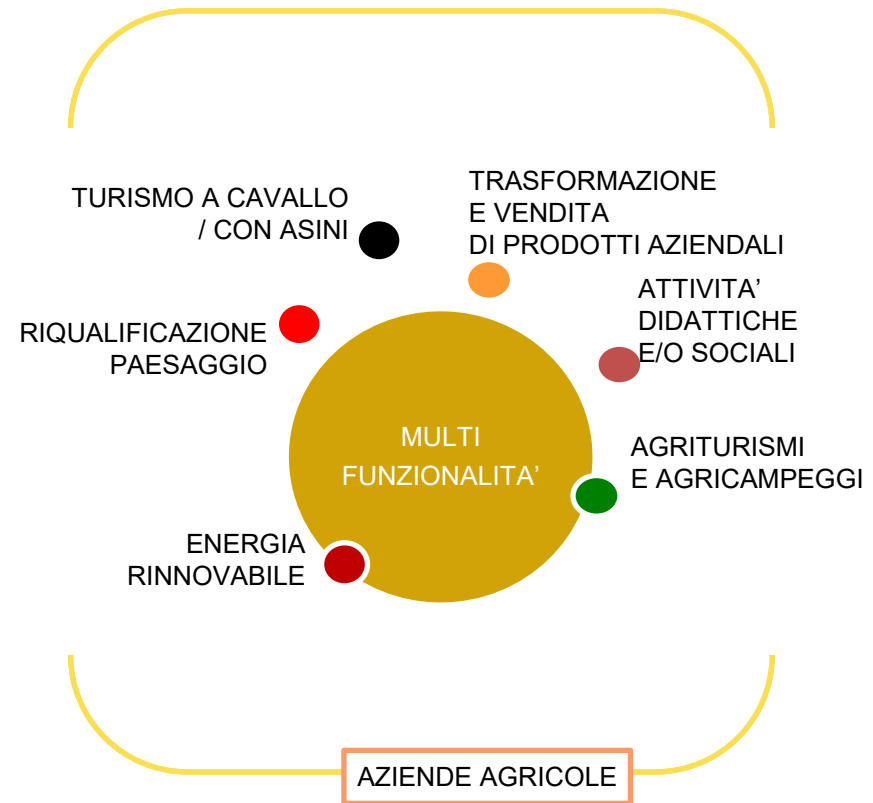 TURISMO A CAVALLO
/ CON ASINI
TRASFORMAZIONE
E VENDITA
DI PRODOTTI AZIENDALI
RIQUALIFICAZIONE
PAESAGGIO
ATTIVITA’
DIDATTICHE
E/O SOCIALI
MULTI
FUNZIONALITA’
AGRITURISMI
E AGRICAMPEGGI
ENERGIA
RINNOVABILE
AZIENDE AGRICOLE